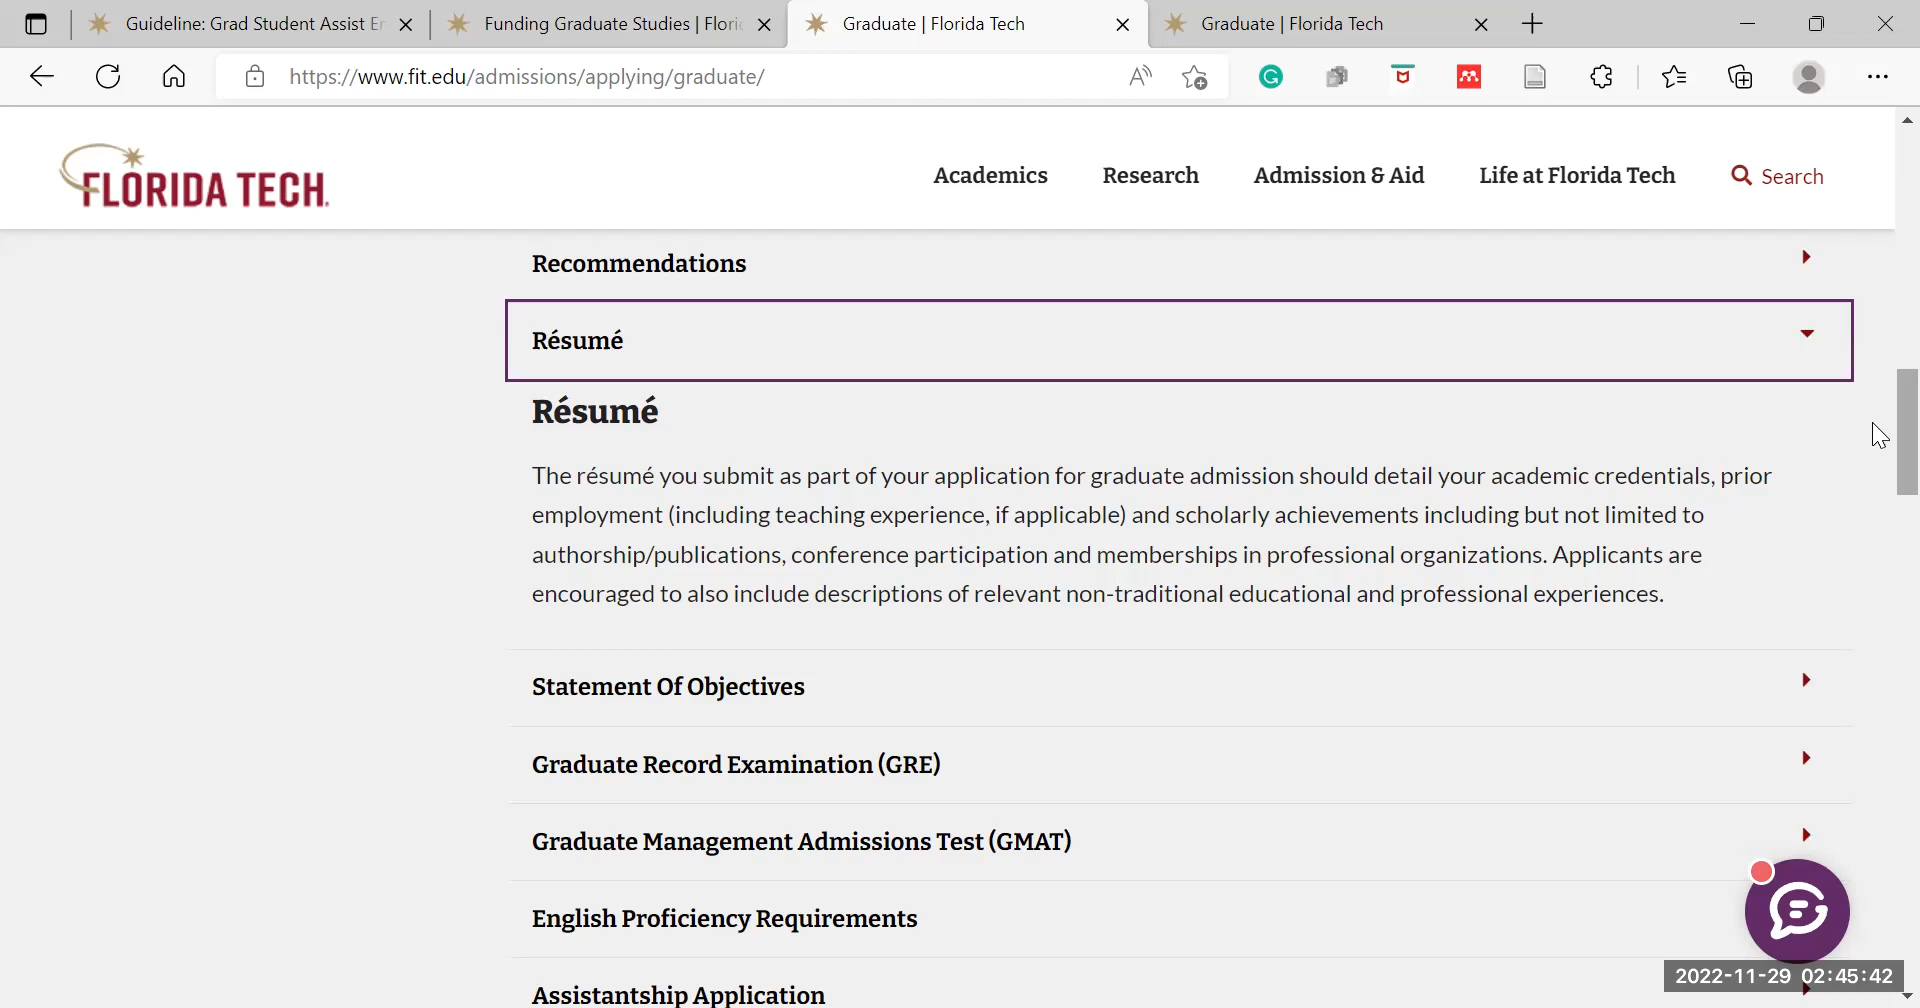 Guideline: Grad Student Assist Er
Funding Graduate Studies | Floric
Graduate | Florida Tech
Graduate | Florida Tech
https://www.fit.edu/admissions/applying/graduate/
FLORIDA TECH.
Academics
Research
Admission & Aid
Life at Florida Tech
Search
Recommendations
Résumé
Résumé
The résumé you submit as part of your application for graduate admission should detail your academic credentials, prior
employment (including teaching experience, if applicable) and scholarly achievements including but not limited to
authorship/publications, conference participation and memberships in professional organizations. Applicants are
encouraged to also include descriptions of relevant non-traditional educational and professional experiences.
Statement Of Objectives
Graduate Record Examination (GRE)
Graduate Management Admissions Test (GMAT)
English Proficiency Requirements
2022-11-29 02:45:42
Assistantship Application